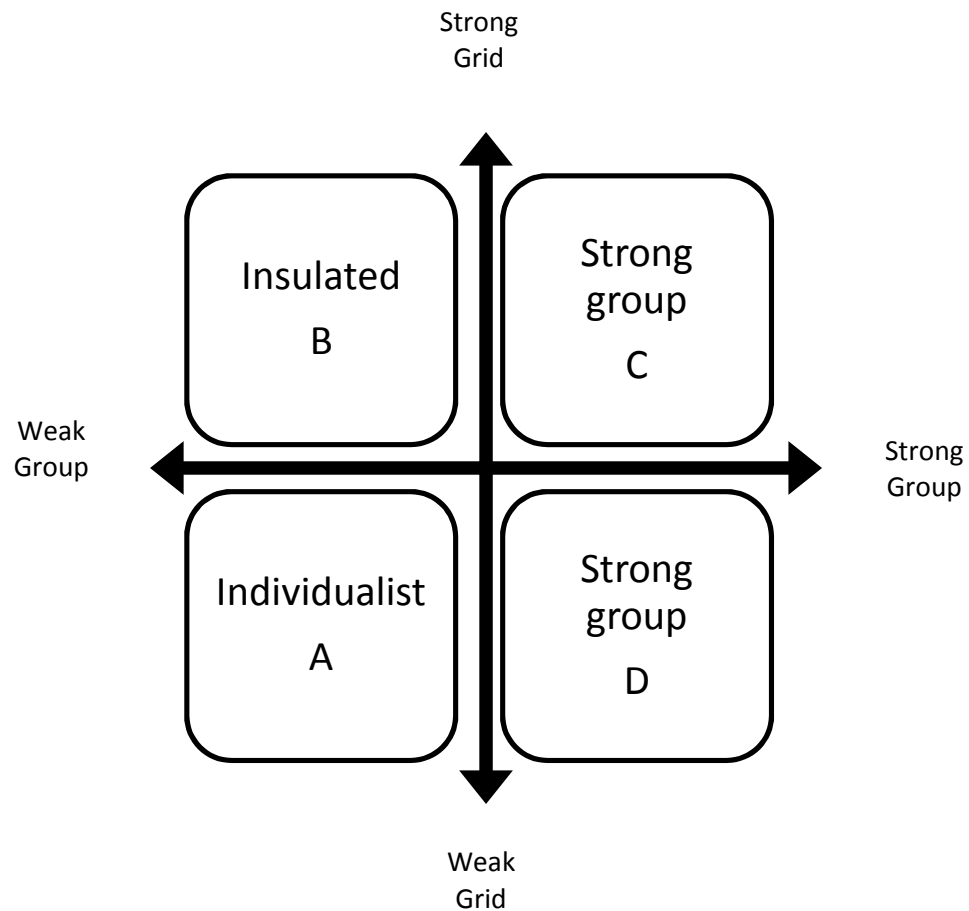 Strong
Grid
Insulated
B
Strong
group
C
Weak
Group
Strong
Group
Individualist
A
Strong
group
D
Weak
Grid